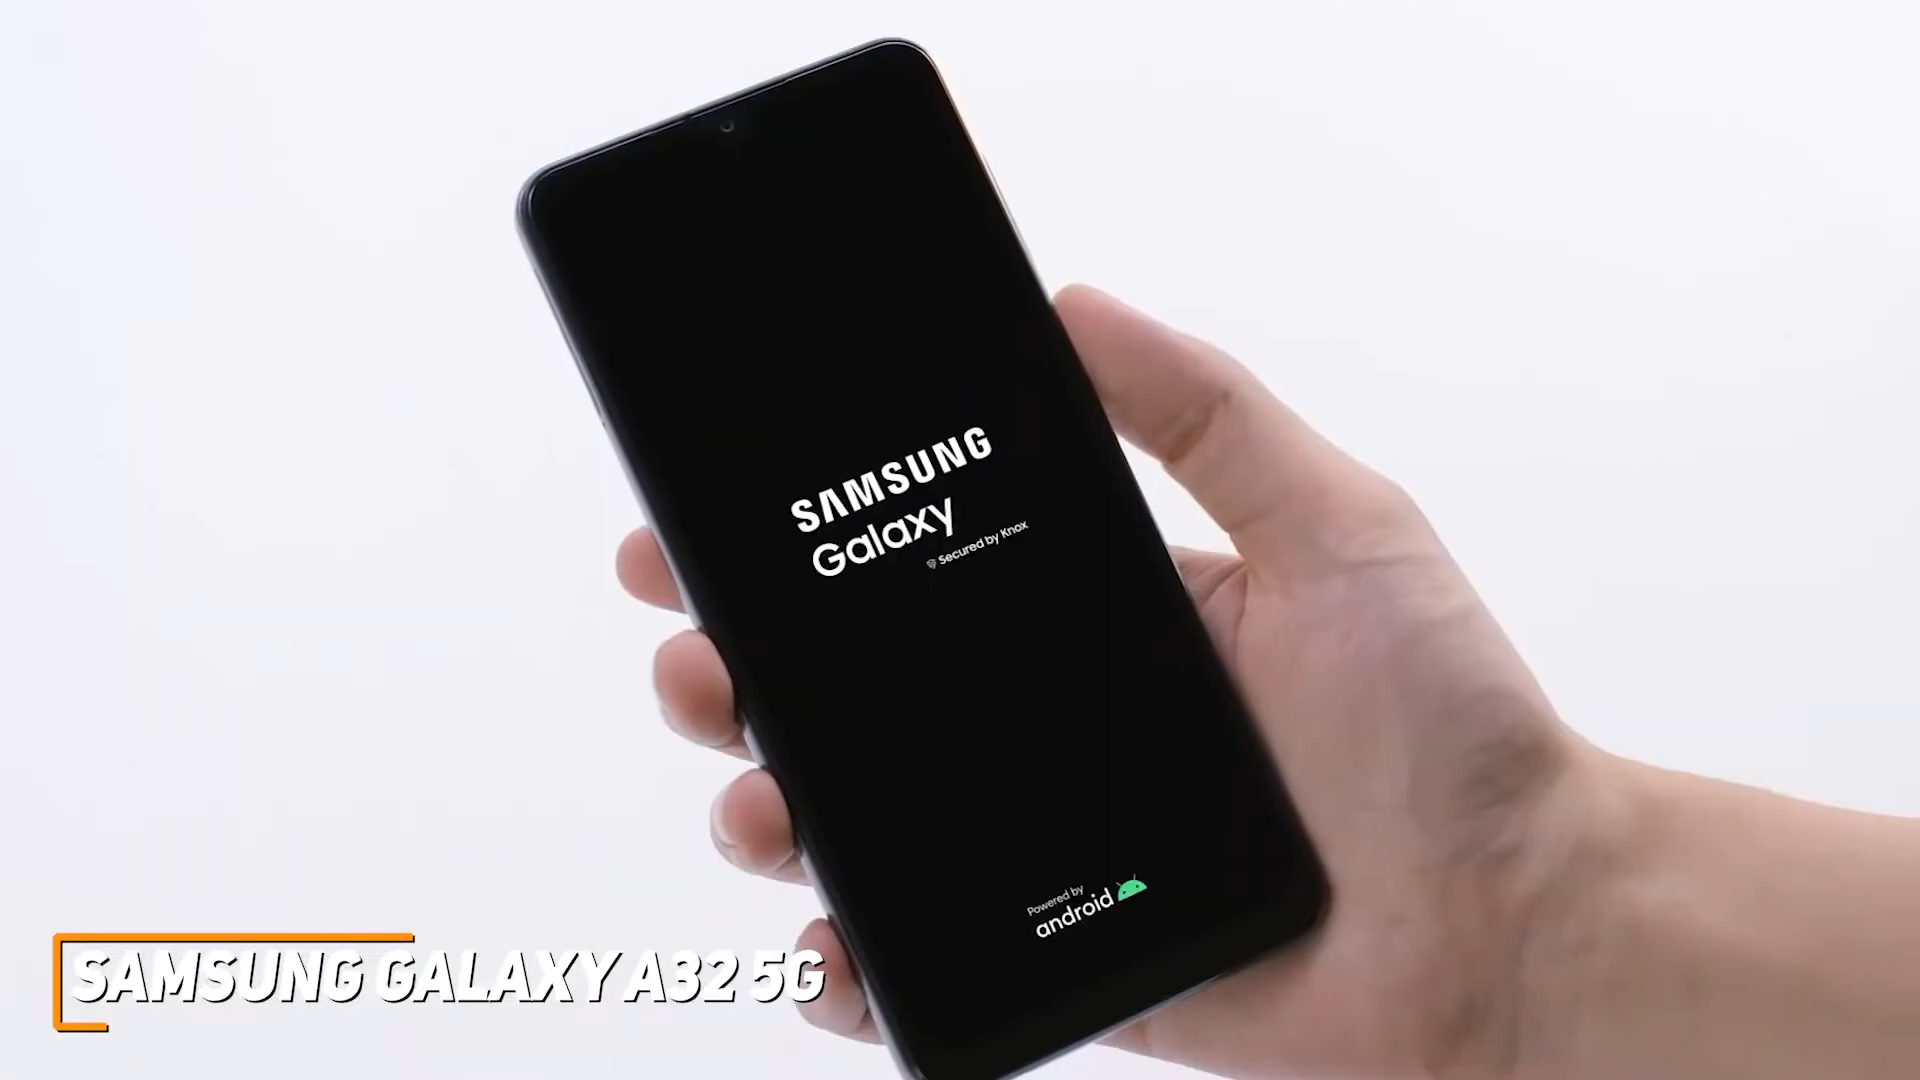 SAMSUNG
Galaxy
Secured by Knox
Powered by
android
SAMSUNG GALAXY A32 5G